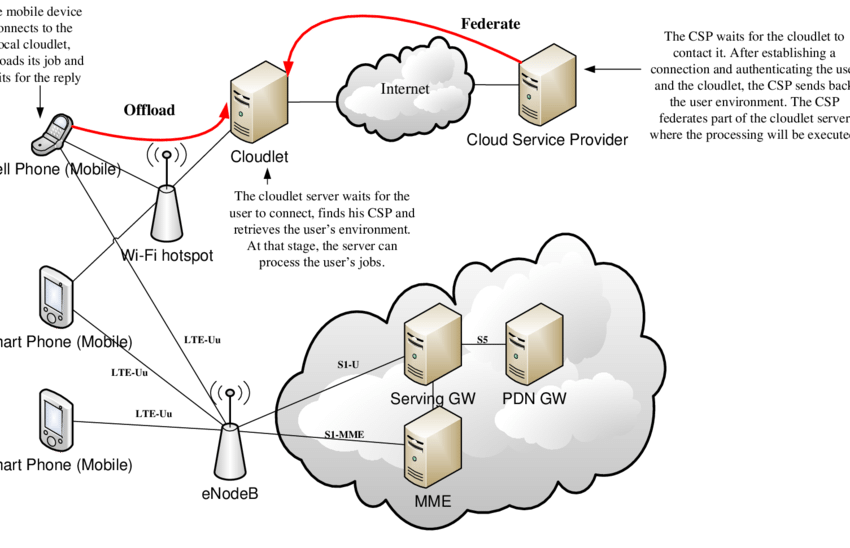 mobile device
connects to the
local cloudlet,
loads its job and
waits for the reply
Federate
The CSP waits for the cloudlet to
contact it. After establishing a
connection and authenticating the use
and the cloudlet, the CSP sends back
the user environment. The CSP
federates part of the cloudlet server
where the processing will be executed
Offload
Internet
Cloud Service Provider
Cloudlet
ell Phone (Mobile)
The cloudlet server waits for the
user to connect, finds his CSP and
retrieves the user's environment.
At that stage, the server can
process the user's jobs.
Wi-Fi hotspot
mart Phone (Mobile)
LTE-Uu
LTE-Uu
LTE-Uu
S1-U
S5
Serving GW
PDN GW
S1-MME
mart Phone (Mobile)
eNodeB
MME